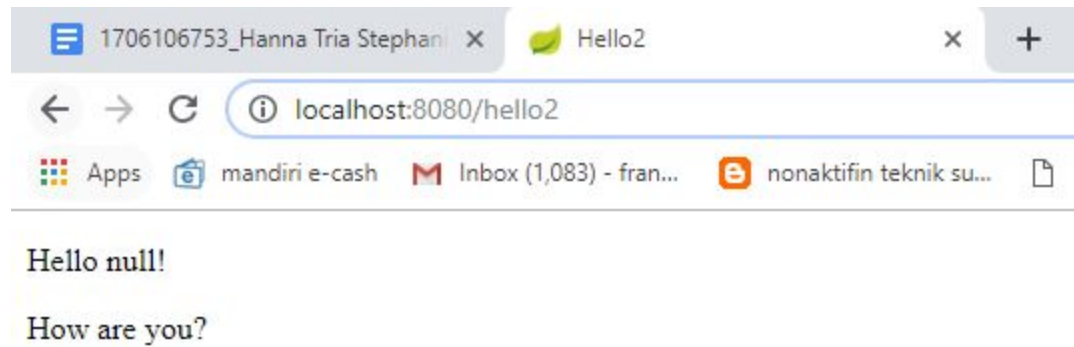 1706106753_Hanna Tria Stephan Hello2
localhost:8080/hello2
Apps mandiri e-cash Inbox (1,083) - fran... nonaktifin teknik su...
Hello null!
How are you?